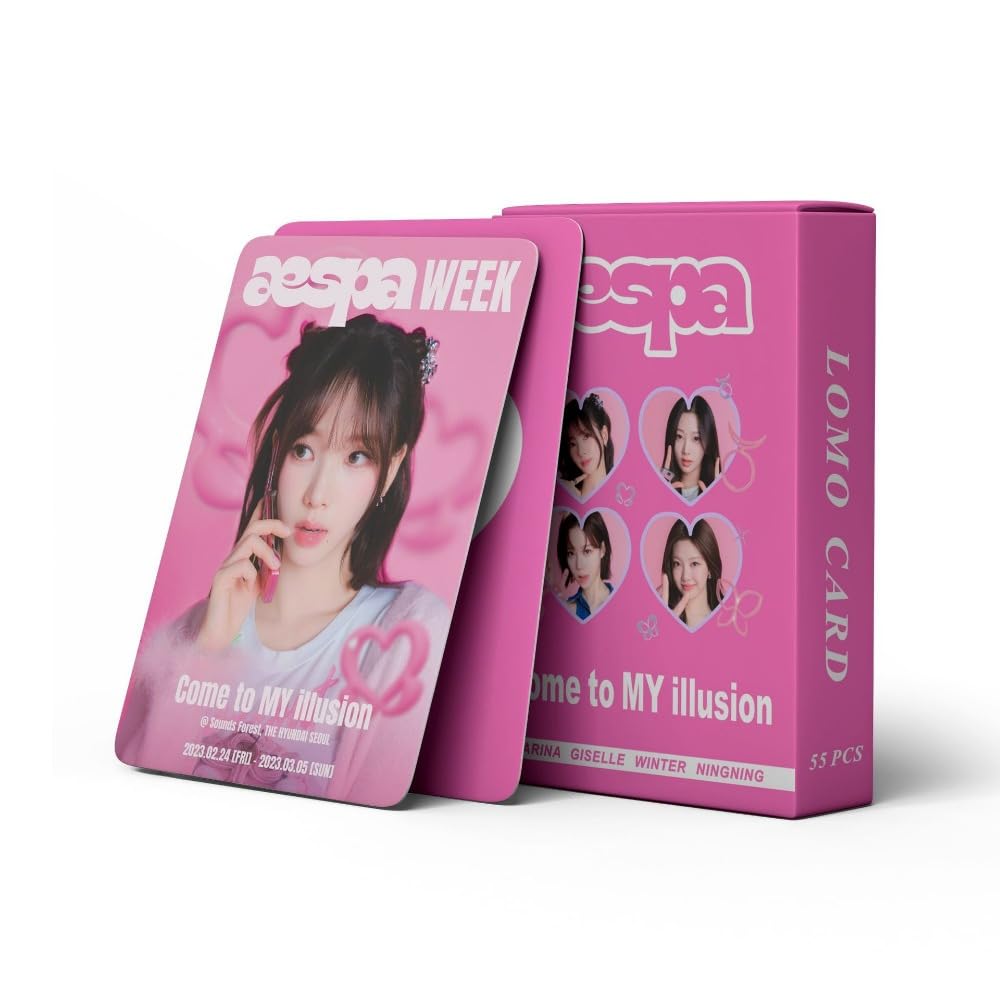 aespa WEEK
Come to MY illusion
@ Sounds Forest, THE HYUNDAI SEOUL
2023.02.24 [FRI] - 2023.03.05 [SUN]
espa
ome to MY illusion
ARINA GISELLE WINTER NINGNING
LOMO CARD
55 PCS